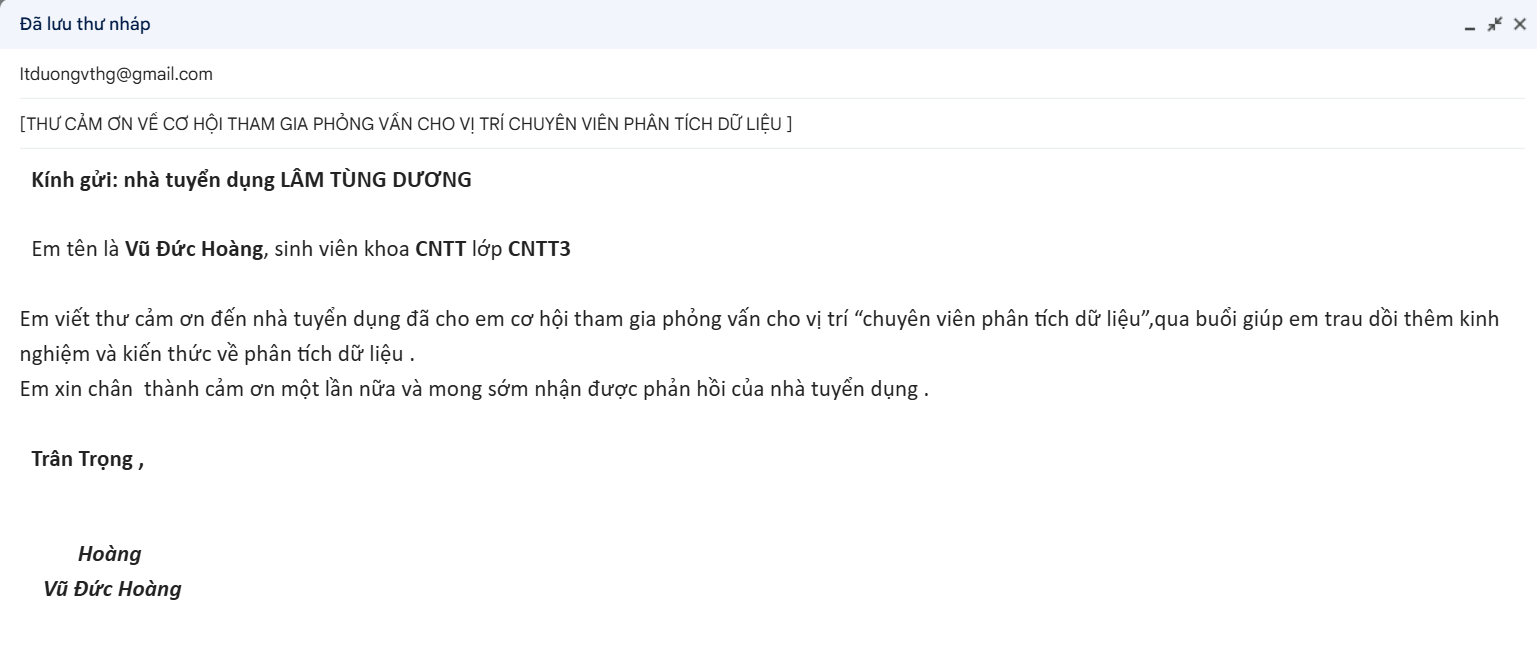 Đã lưu thư nháp
ltduongvthg@gmail.com
[THƯ CẢM ƠN VỀ CƠ HỘI THAM GIA PHỎNG VẤN CHO VỊ TRÍ CHUYÊN VIÊN PHÂN TÍCH DỮ LIỆU ]
Kính gửi: nhà tuyển dụng LÂM TÙNG DƯƠNG
Em tên là Vũ Đức Hoàng, sinh viên khoa CNTT lớp CNTT3
Em viết thư cảm ơn đến nhà tuyển dụng đã cho em cơ hội tham gia phỏng vấn cho vị trí “chuyên viên phân tích dữ liệu”,qua buổi giúp em trau dồi thêm kinh
nghiệm và kiến thức về phân tích dữ liệu .
Em xin chân  thành cảm ơn một lần nữa và mong sớm nhận được phản hồi của nhà tuyển dụng .
Trân Trọng ,
Hoàng
Vũ Đức Hoàng